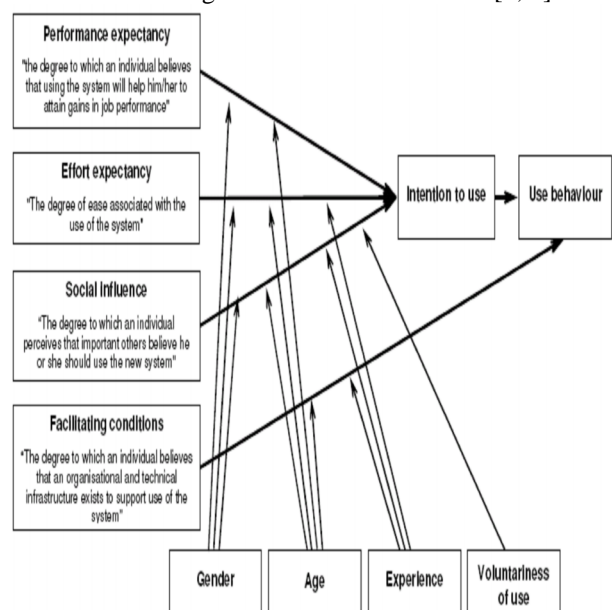 Performance expectancy
"the degree to which an individual believes
that using the system will help him/her to
attain gains in job performance"
Effort expectancy
"The degree of ease associated with the
use of the system"
Social influence
"The degree to which an individual
perceives that important others believe he
or she should use the new system"
Facilitating conditions
"The degree to which an individual believes
that an organisational and technical
infrastructure exists to support use of the
system"
Intention to use
Use behaviour
Gender
Age
Experience
Voluntariness
of use